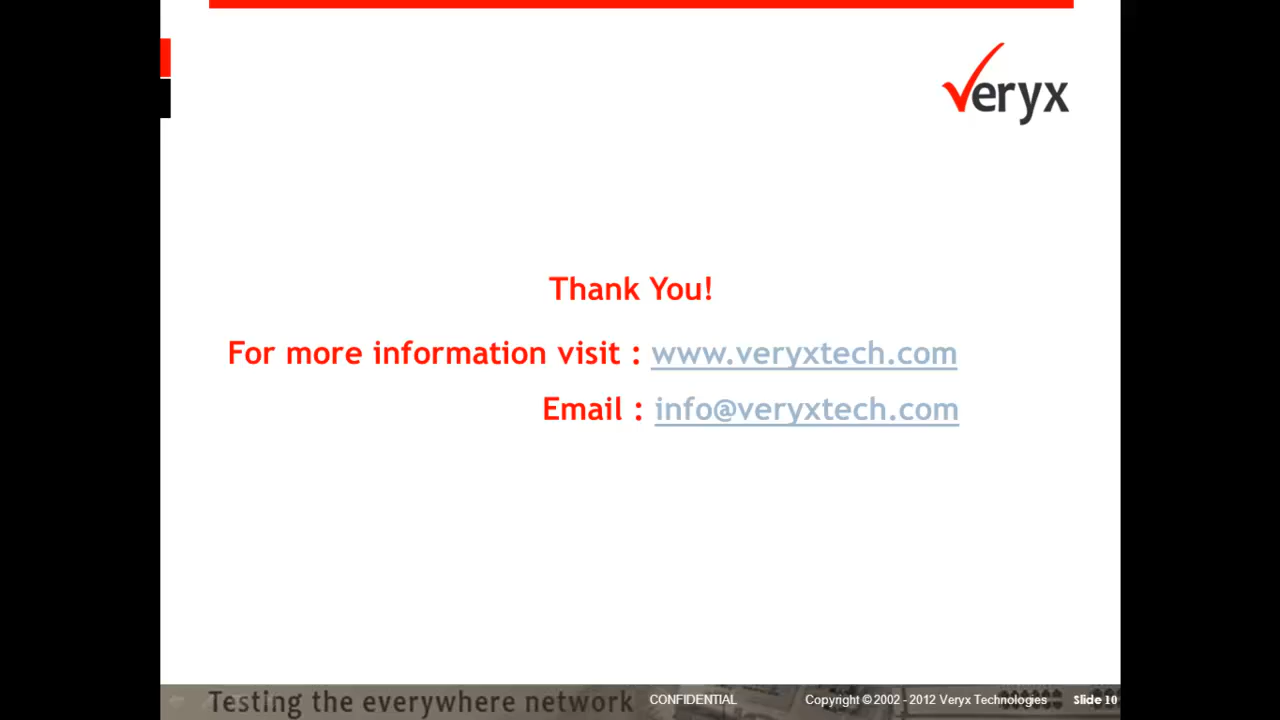 Veryx
Thank You!
For more information visit : www.veryxtech.com
Email : info@veryxtech.com
Testing the everywhere network CONFIDENTIAL Copyright © 2002 - 2012 Veryx Technologies Slide 10